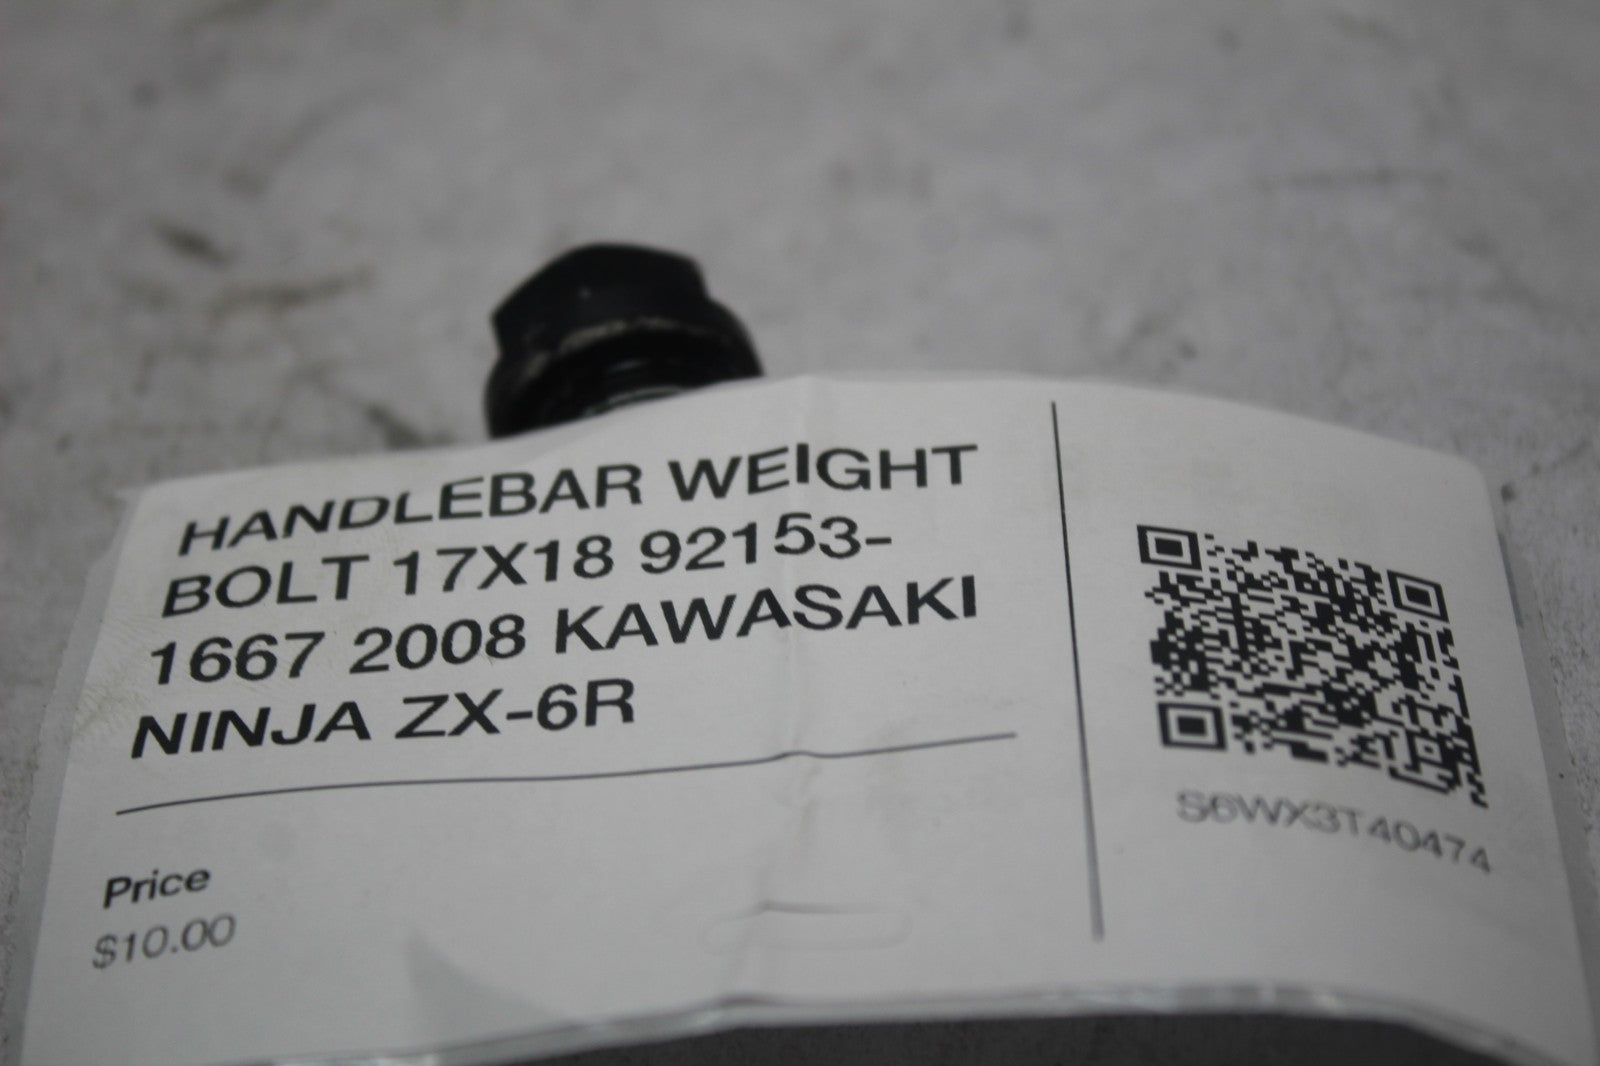 HANDLEBAR WEIGHT
BOLT 17X18 92153-
1667 2008 KAWASAKI
NINJA ZX-6R
Price
$10.00
S6WX3T40474